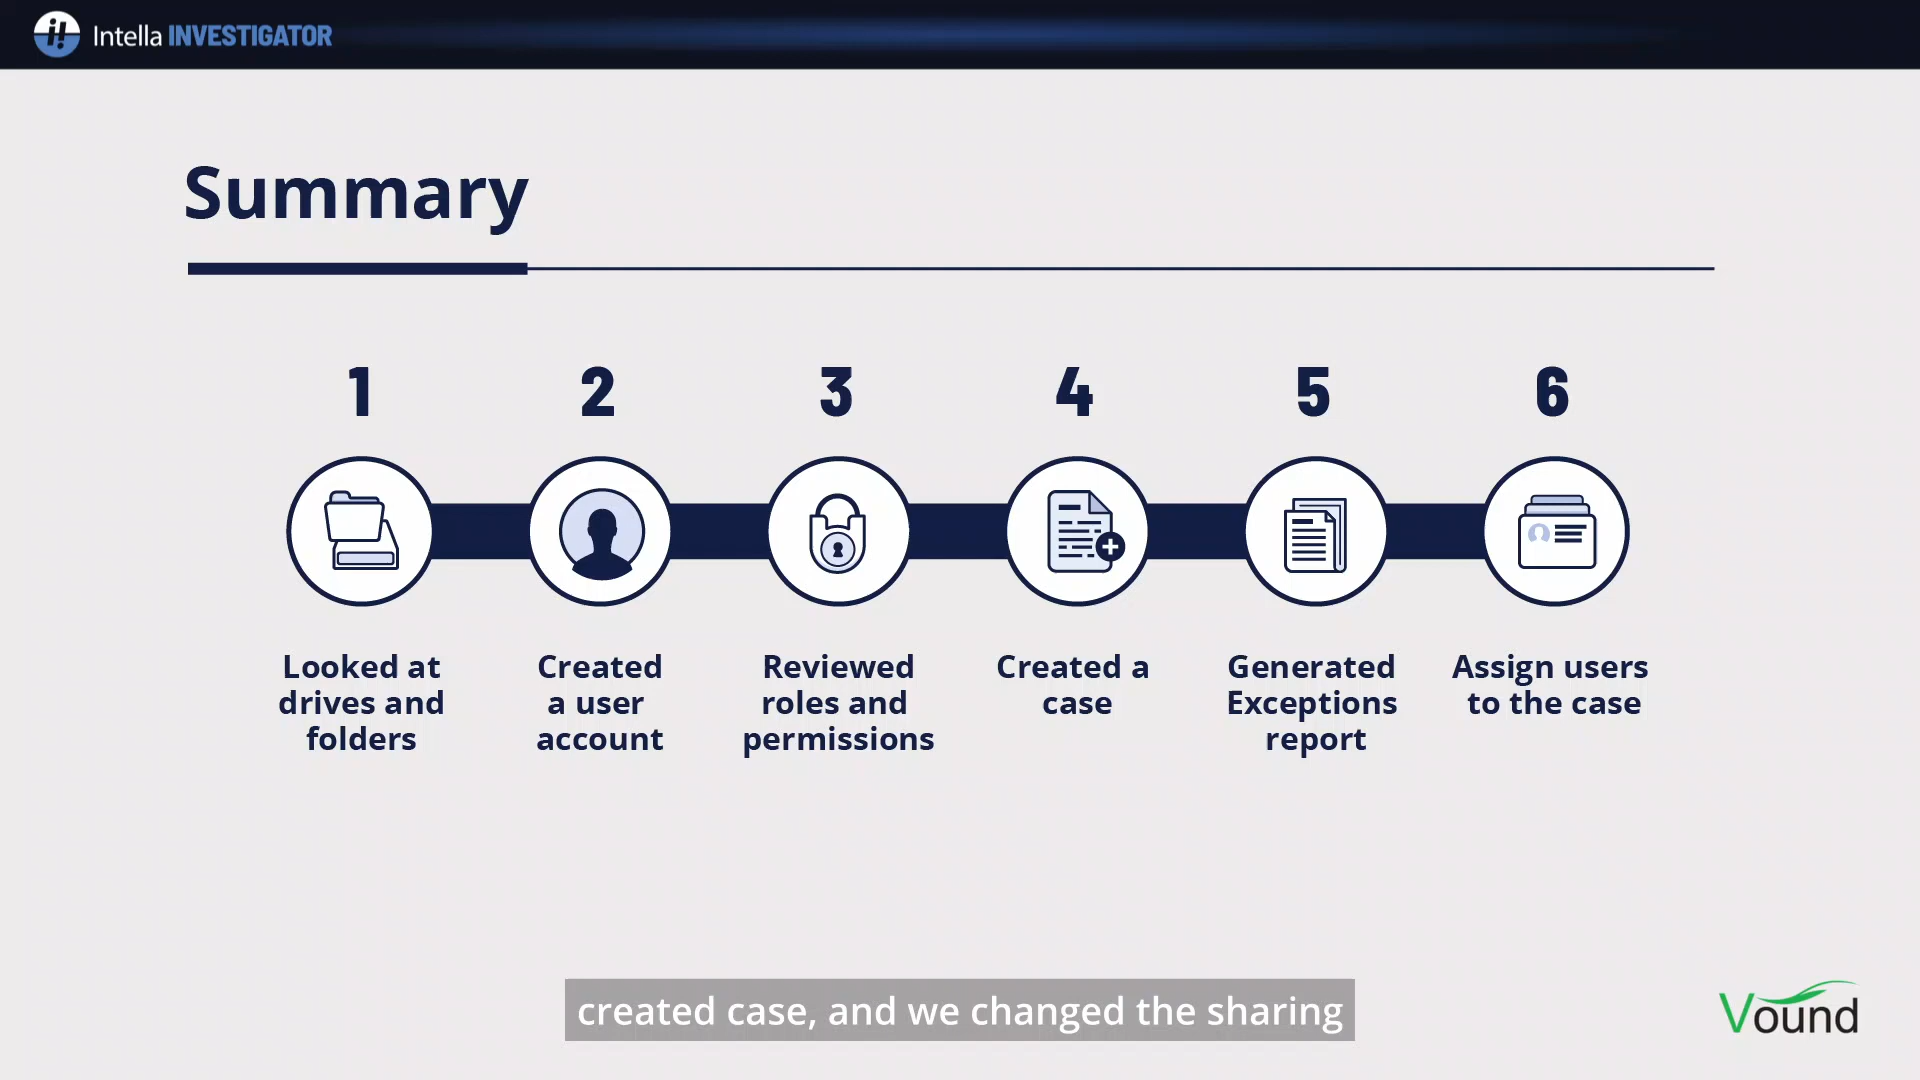 Intella INVESTIGATOR
Summary
1
2
3
4
5
6
Looked at
drives and
folders
Created
a user
account
Reviewed
roles and
permissions
Created a
case
Generated
Exceptions
report
Assign users
to the case
created case, and we changed the sharing
Vound